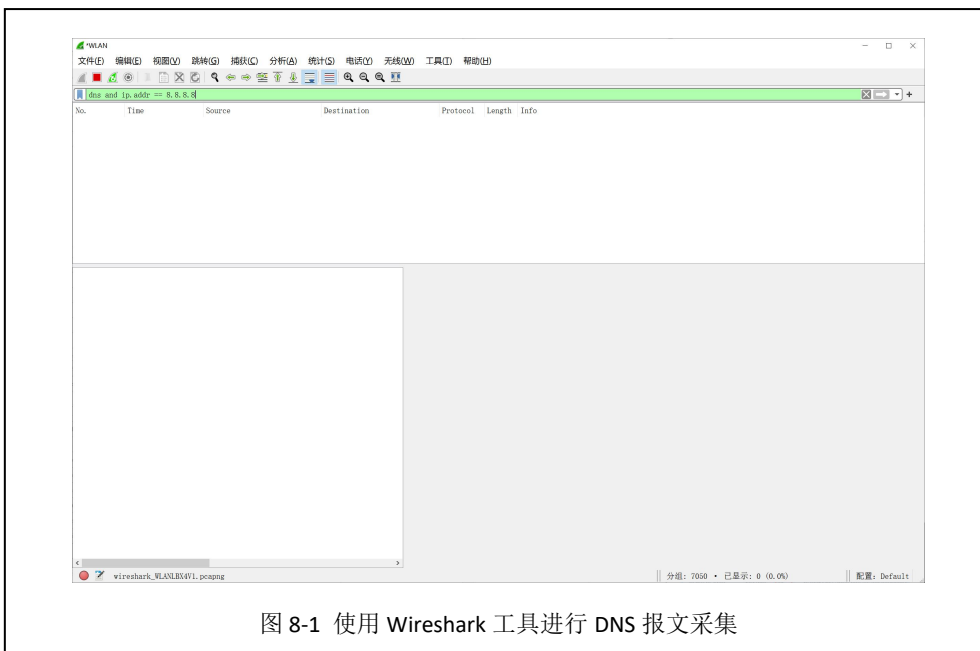 *WLAN
文件(F) 编辑(E) 视图(V) 跳转(G) 捕获(C) 分析(A) 统计(S) 电话(Y) 无线(W) 工具(T) 帮助(H)
dns and ip.addr == 8.8.8.8
No. Time Source Destination Protocol Length Info
wireshark_WLANLBX4V1.pcapng 分组: 7050 • 已显示: 0 (0.0%) 配置: Default
图 8-1 使用 Wireshark 工具进行 DNS 报文采集